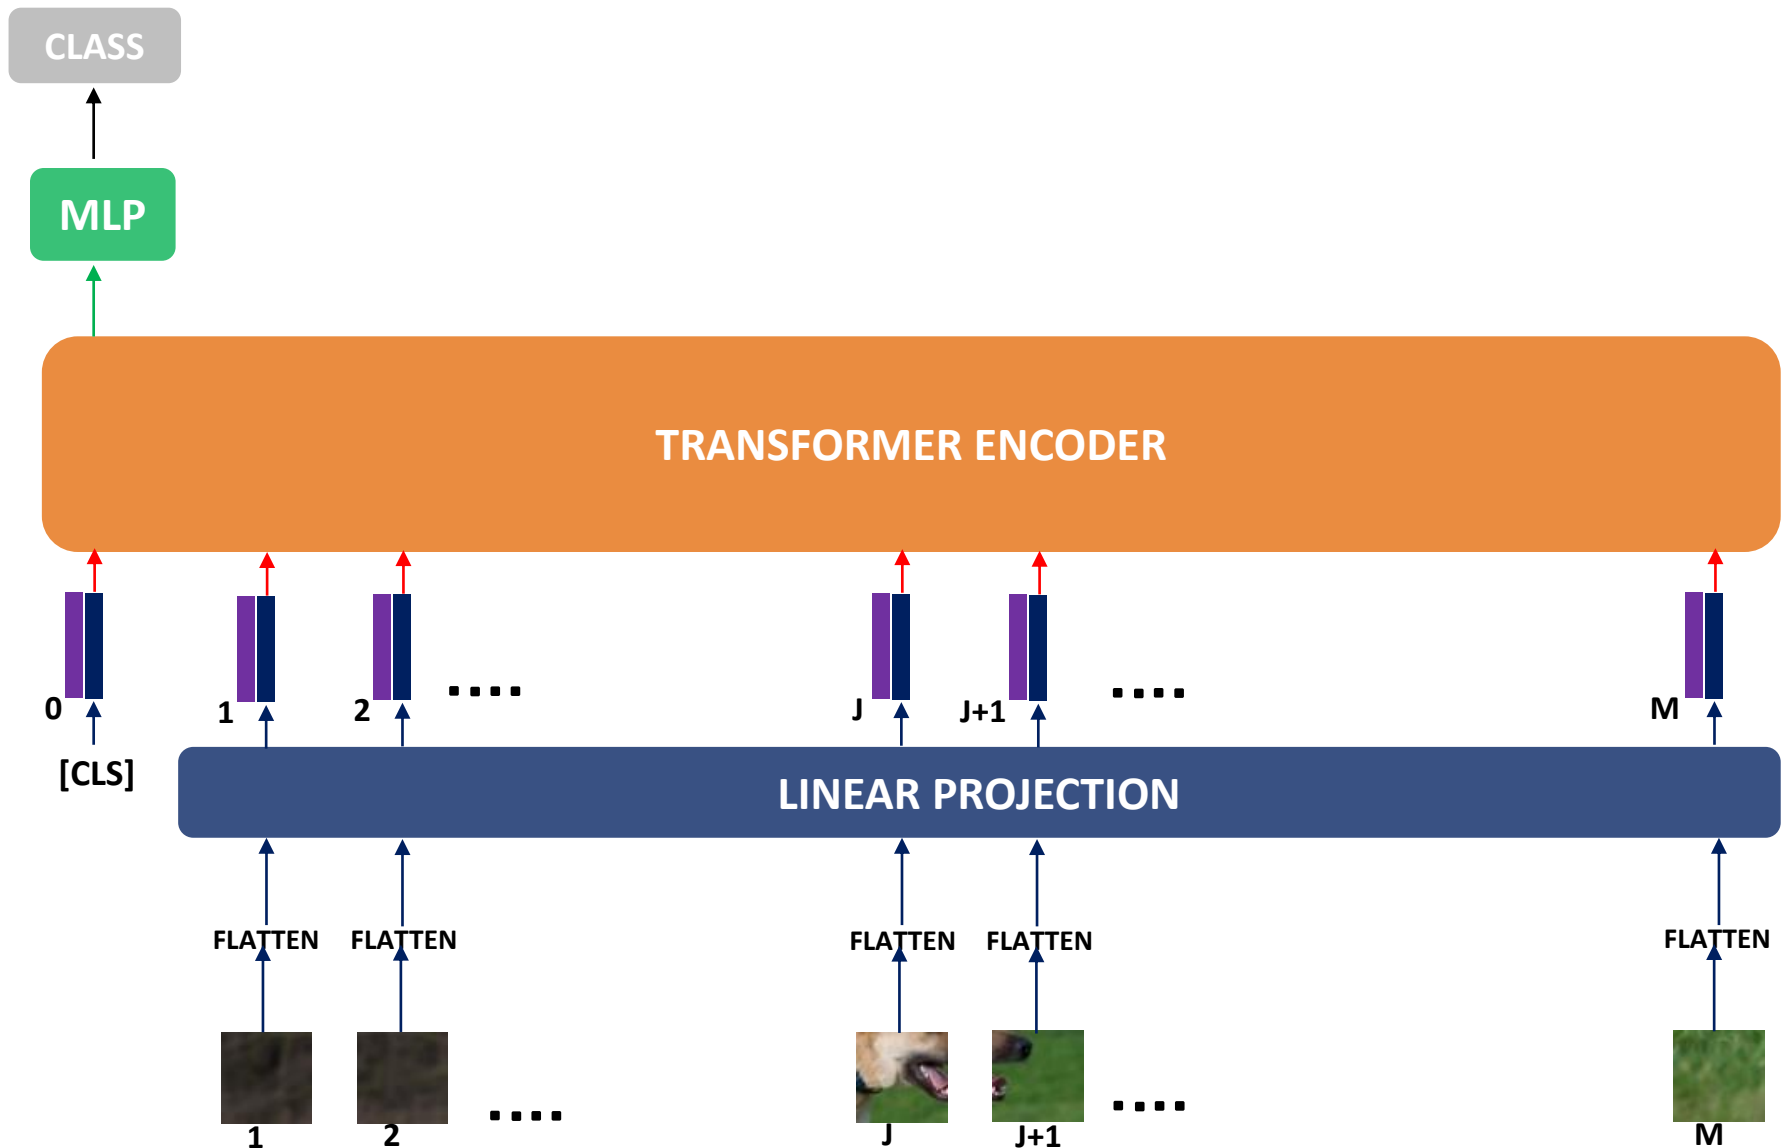 CLASS
MLP
TRANSFORMER ENCODER
0 1 2 .... J J+1 .... M
[CLS]
LINEAR PROJECTION
FLATTEN FLATTEN FLATTEN FLATTEN FLATTEN
1 2 .... J J+1 .... M